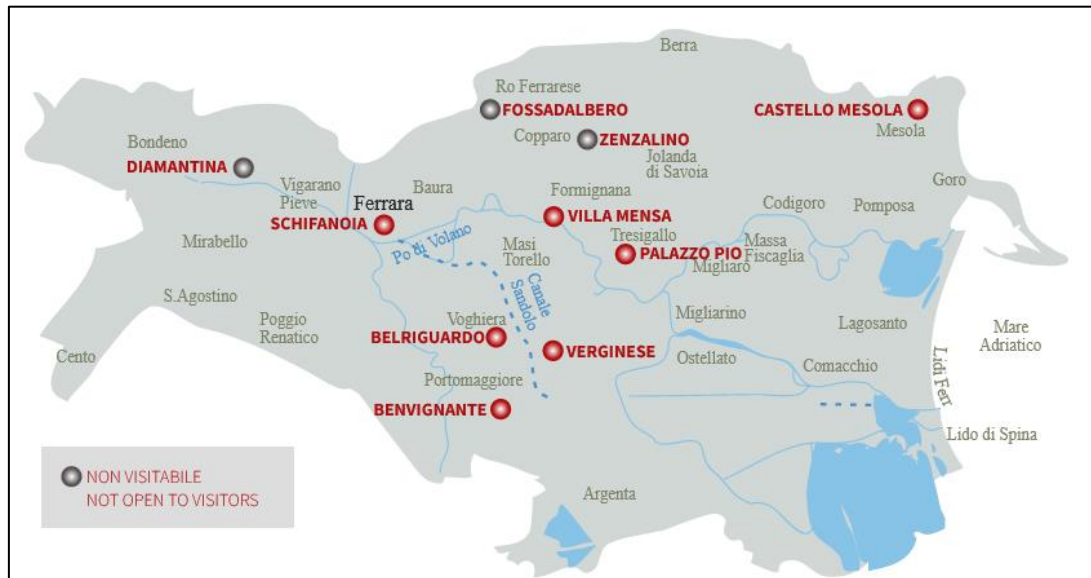 Berra
Ro Ferrarese
FOSSADALBERO
CASTELLO MESOLA
Mesola
Copparo
ZENZALINO
Bondeno
DIAMANTINA
Jolanda
di Savoia
Vigarano
Pieve
Baura
Formignana
Goro
Ferrara
Codigoro
Pomposa
SCHIFANOIA
VILLA MENSA
Mirabello
Po di Volano
Masi
Torello
Tresigallo
PALAZZO PIO
Massa
Fiscaglia
Migliaro
S.Agostino
Canale
Sandolo
Poggio
Renatico
Voghiera
Migliarino
Lagosanto
Mare
Adriatico
BELRIGUARDO
VERGINESE
Cento
Ostellato
Comacchio
Lidi Ferr
Portomaggiore
BENVIGNANTE
Lido di Spina
NON VISITABILE
NOT OPEN TO VISITORS
Argenta